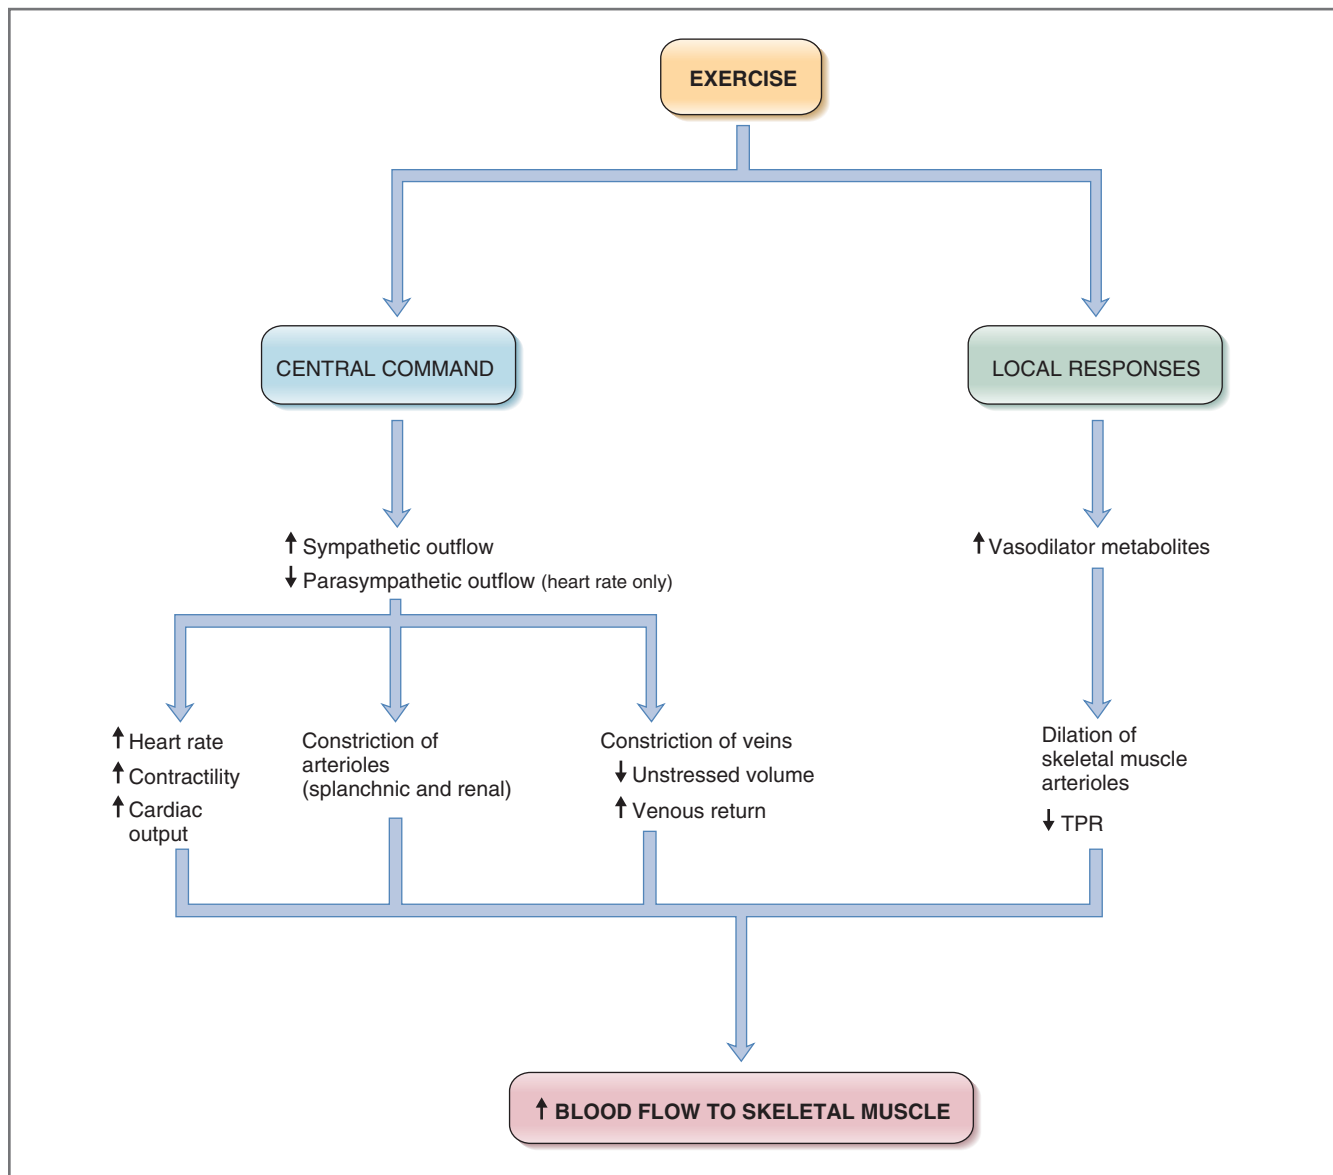 EXERCISE
CENTRAL COMMAND
LOCAL RESPONSES
↑ Sympathetic outflow
↓ Parasympathetic outflow (heart rate only)
↑ Vasodilator metabolites
↑ Heart rate
↑ Contractility
↑ Cardiac
output
Constriction of
arterioles
(splanchnic and renal)
Constriction of veins
↓ Unstressed volume
↑ Venous return
Dilation of
skeletal muscle
arterioles
↓ TPR
↑ BLOOD FLOW TO SKELETAL MUSCLE